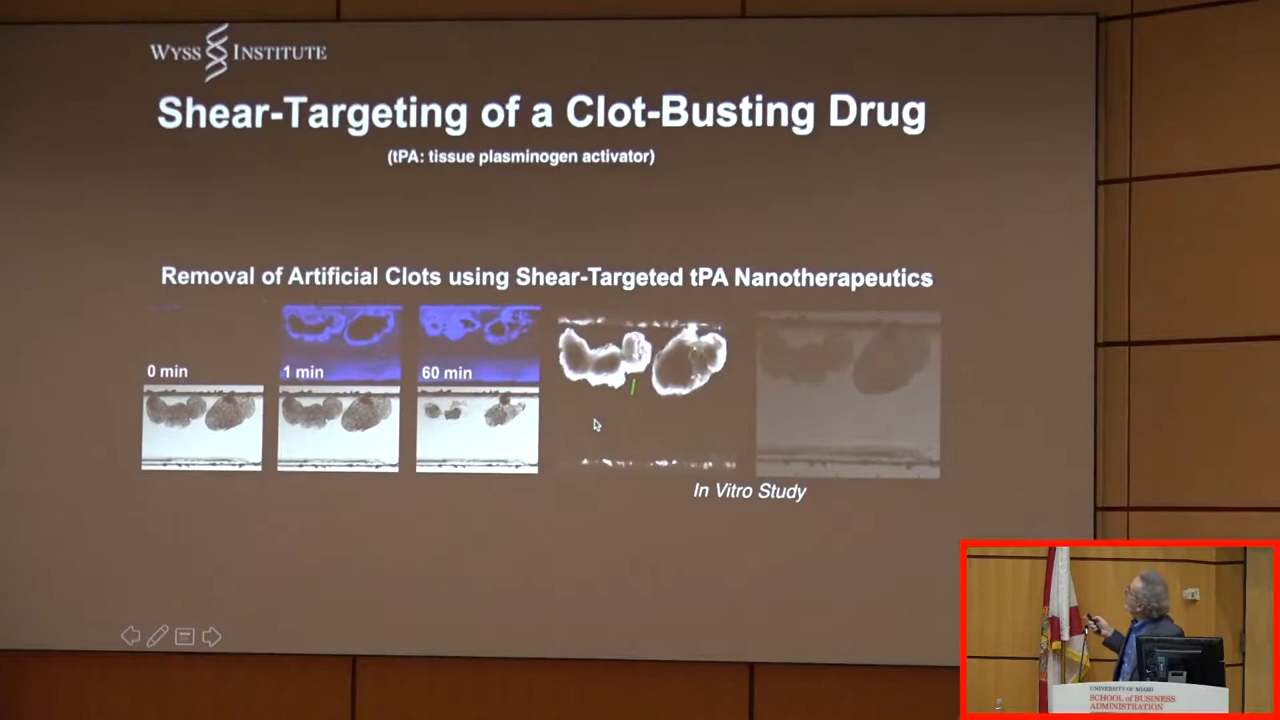 WYSS INSTITUTE
Shear-Targeting of a Clot-Busting Drug
(tPA: tissue plasminogen activator)
Removal of Artificial Clots using Shear-Targeted tPA Nanotherapeutics
0 min
1 min
60 min
In Vitro Study
UNIVERSITY OF MIAMI
SCHOOL of BUSINESS
ADMINISTRATION